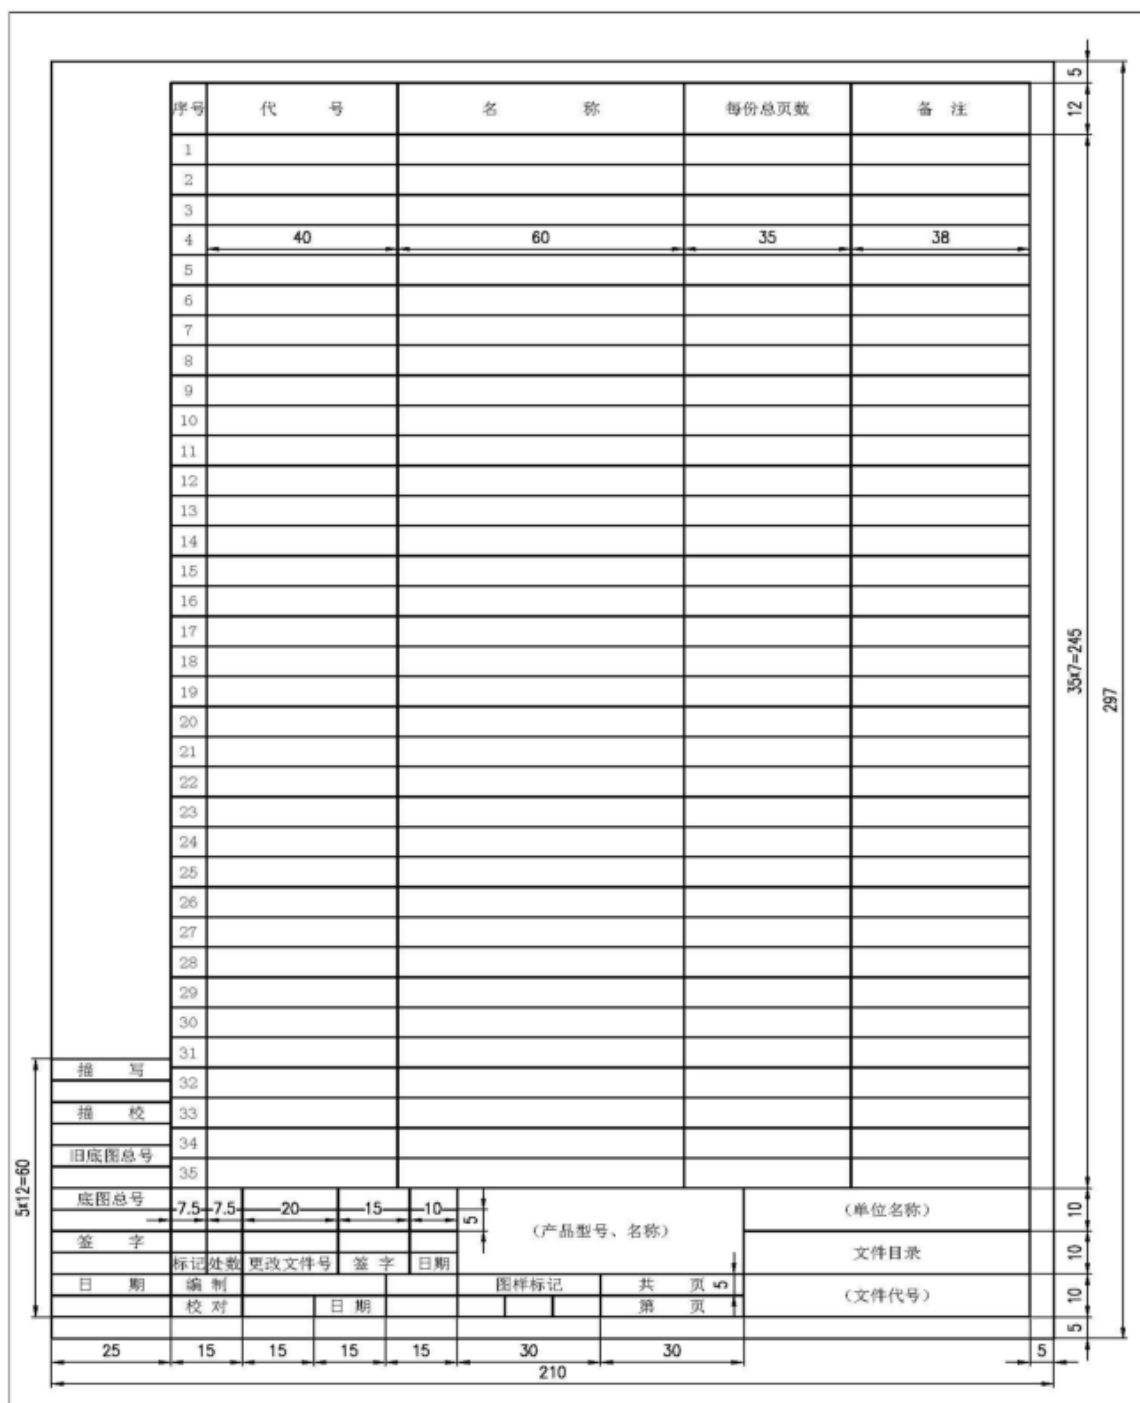 5
序号 代 号 名 称 每份总页数 备 注 12
1
2
3
4 40 60 35 38
5
6
7
8
9
10
11
12
13
14
15
16
17
18
19
20
21
22
23
24
25
26
27
28
29
30
31
32
33
34
35
35x7=245
297
描 写
描 校
旧底图总号
底图总号
签 字
日 期
5x12=60
7.5 7.5 20 15 10 5
标记 处数 更改文件号 签 字 日期
编 制
校 对 日 期
(产品型号、名称)
图样标记 共 页 5
第 页
(单位名称) 10
文件目录 10
(文件代号) 10
5
25 15 15 15 15 30 30 5
210